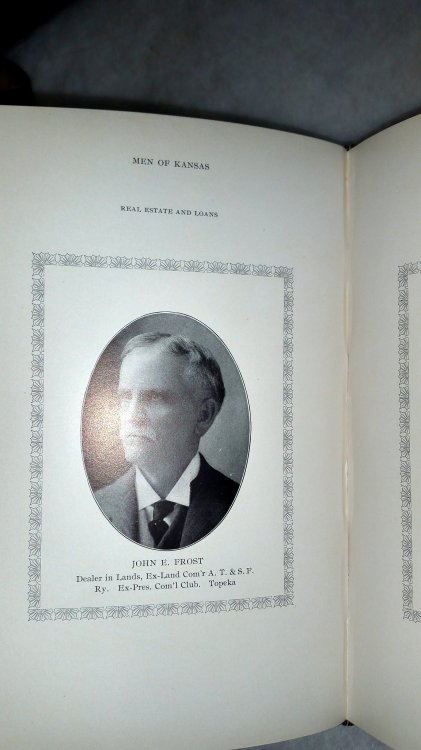 MEN OF KANSAS
REAL ESTATE AND LOANS
JOHN E. FROST
Dealer in Lands, Ex-Land Com'r A. T. & S. F.
Ry. Ex-Pres. Com'l Club. Topeka